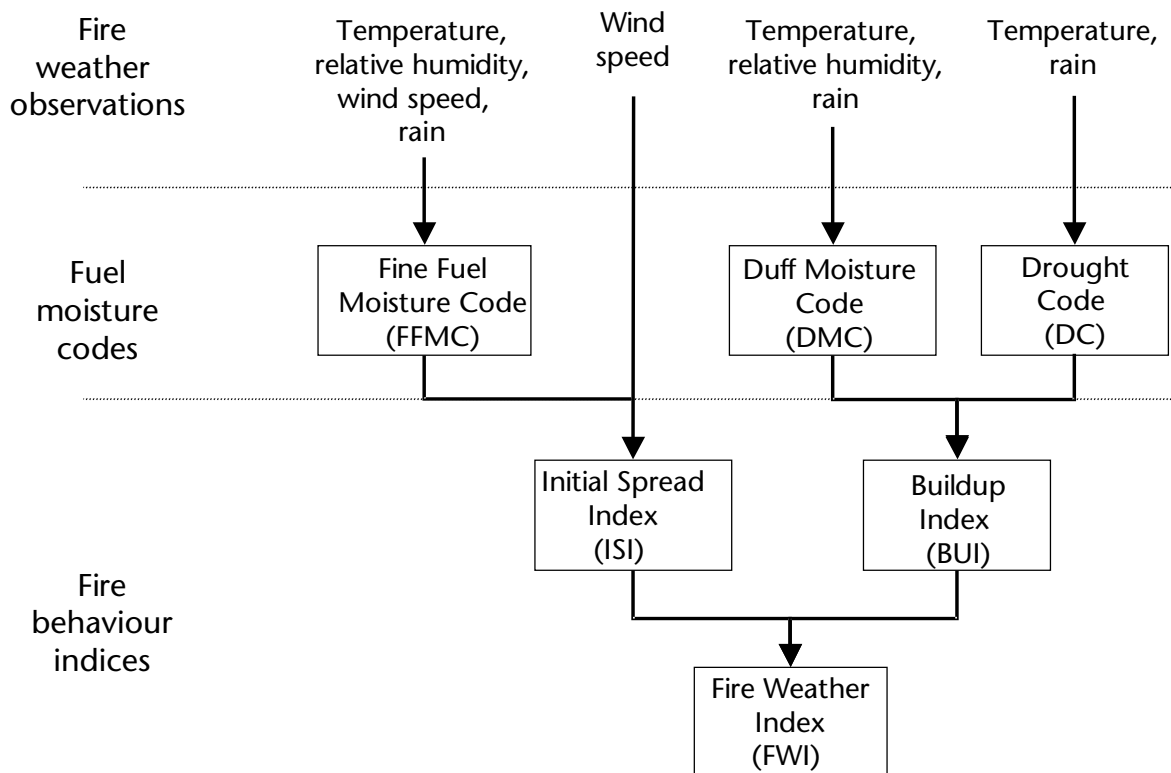 Fire
weather
observations
Temperature,
relative humidity,
wind speed,
rain
Wind
speed
Temperature,
relative humidity,
rain
Temperature,
rain
Fuel
moisture
codes
Fine Fuel
Moisture Code
(FFMC)
Duff Moisture
Code
(DMC)
Drought
Code
(DC)
Fire
behaviour
indices
Initial Spread
Index
(ISI)
Buildup
Index
(BUI)
Fire Weather
Index
(FWI)